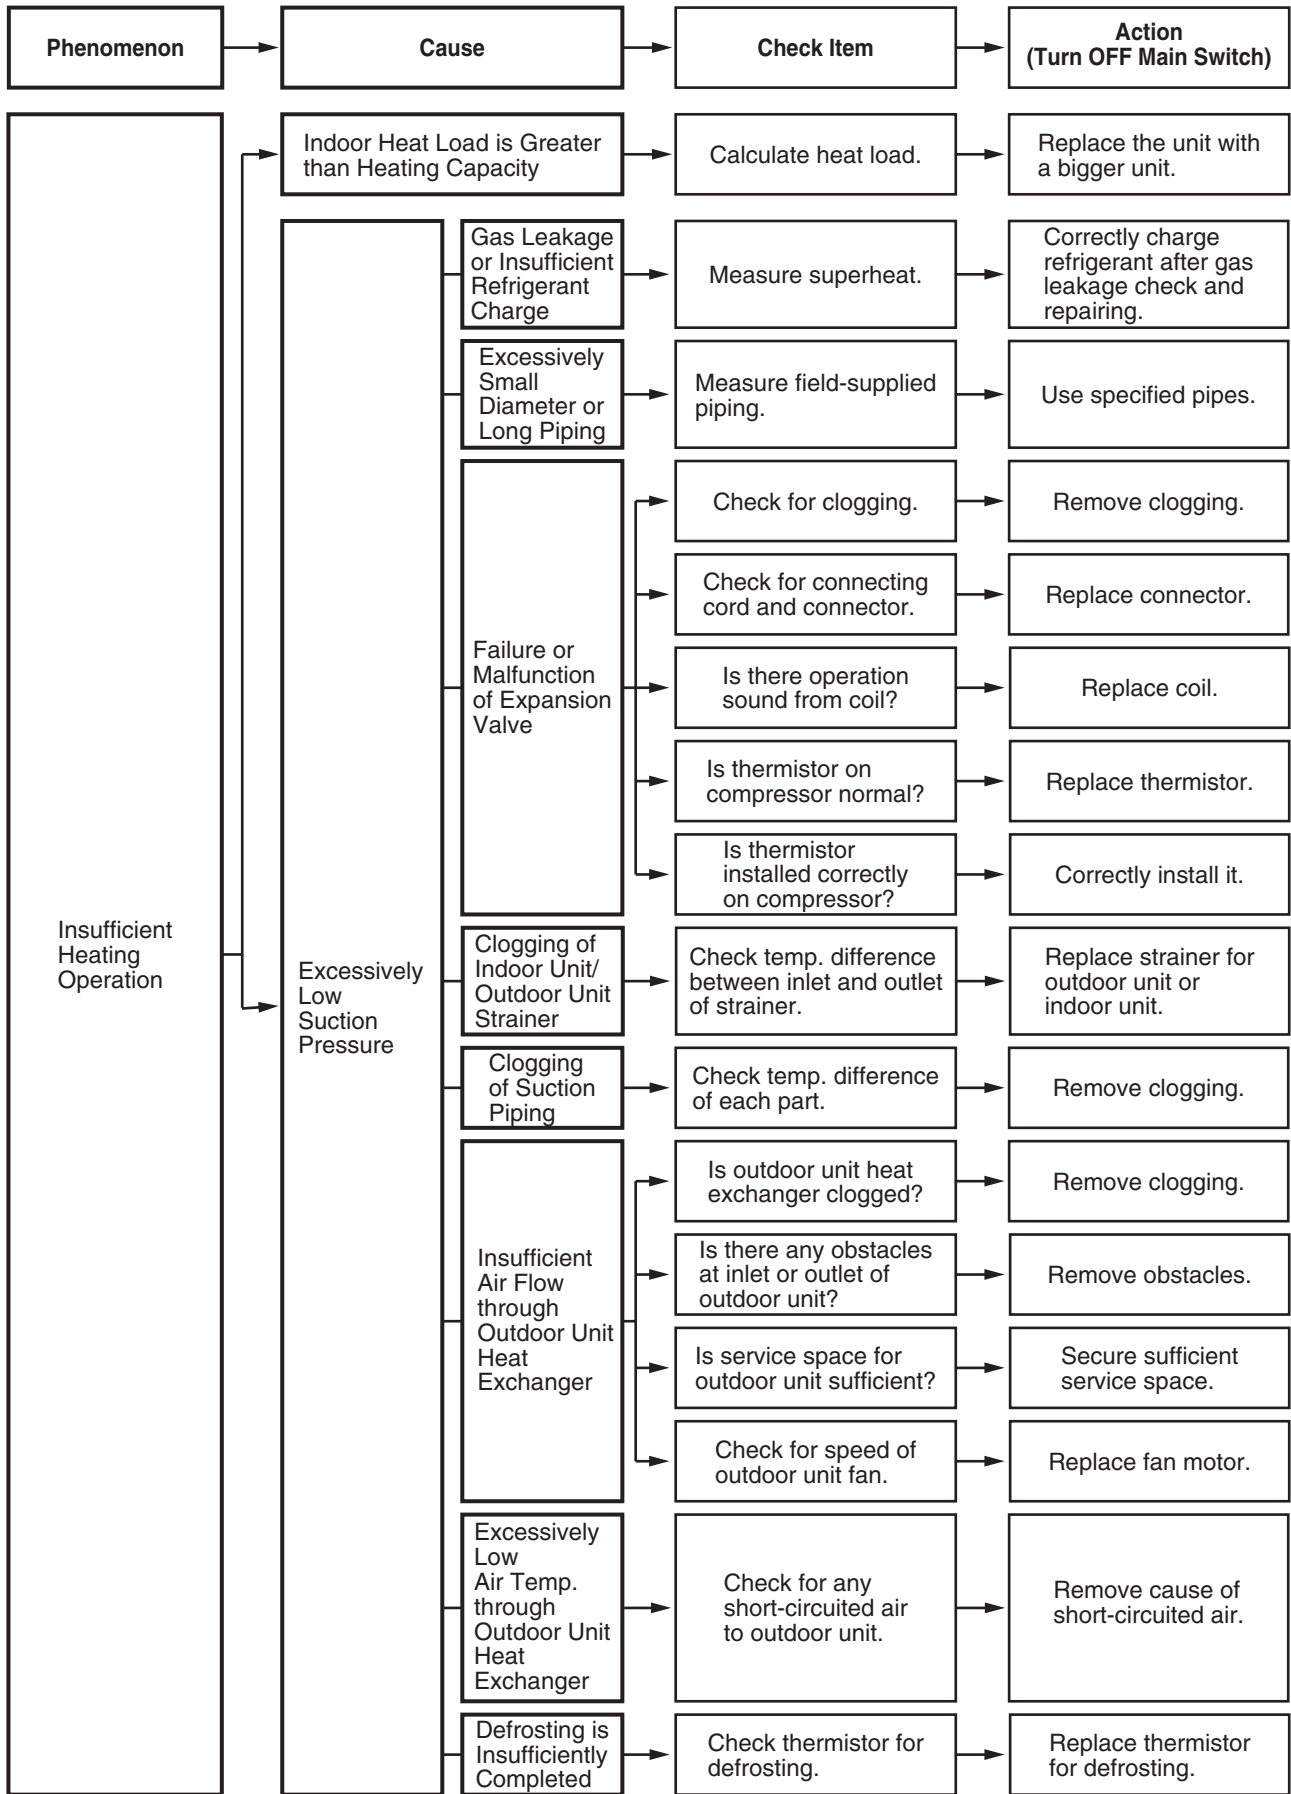 Phenomenon
Cause
Check Item
Action
(Turn OFF Main Switch)
Insufficient
Heating
Operation
Indoor Heat Load is Greater
than Heating Capacity
Calculate heat load.
Replace the unit with
a bigger unit.
Excessively
Low
Suction
Pressure
Gas Leakage
or Insufficient
Refrigerant
Charge
Measure superheat.
Correctly charge
refrigerant after gas
leakage check and
repairing.
Excessively
Small
Diameter or
Long Piping
Measure field-supplied
piping.
Use specified pipes.
Failure or
Malfunction
of Expansion
Valve
Check for clogging.
Remove clogging.
Check for connecting
cord and connector.
Replace connector.
Is there operation
sound from coil?
Replace coil.
Is thermistor on
compressor normal?
Replace thermistor.
Is thermistor
installed correctly
on compressor?
Correctly install it.
Clogging of
Indoor Unit/
Outdoor Unit
Strainer
Check temp. difference
between inlet and outlet
of strainer.
Replace strainer for
outdoor unit or
indoor unit.
Clogging
of Suction
Piping
Check temp. difference
of each part.
Remove clogging.
Insufficient
Air Flow
through
Outdoor Unit
Heat
Exchanger
Is outdoor unit heat
exchanger clogged?
Remove clogging.
Is there any obstacles
at inlet or outlet of
outdoor unit?
Remove obstacles.
Is service space for
outdoor unit sufficient?
Secure sufficient
service space.
Check for speed of
outdoor unit fan.
Replace fan motor.
Excessively
Low
Air Temp.
through
Outdoor Unit
Heat
Exchanger
Check for any
short-circuited air
to outdoor unit.
Remove cause of
short-circuited air.
Defrosting is
Insufficiently
Completed
Check thermistor for
defrosting.
Replace thermistor
for defrosting.